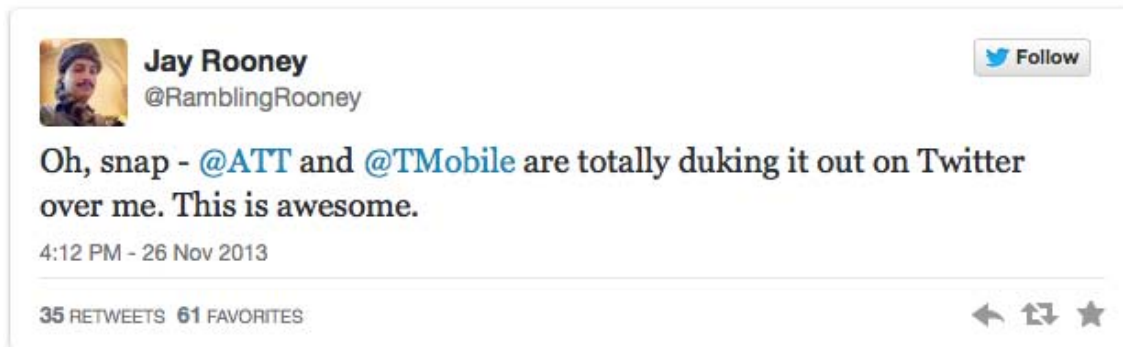 Jay Rooney
Follow
@RamblingRooney
Oh, snap - @ATT and @TMobile are totally duking it out on Twitter
over me. This is awesome.
4:12 PM - 26 Nov 2013
35 RETWEETS 61 FAVORITES